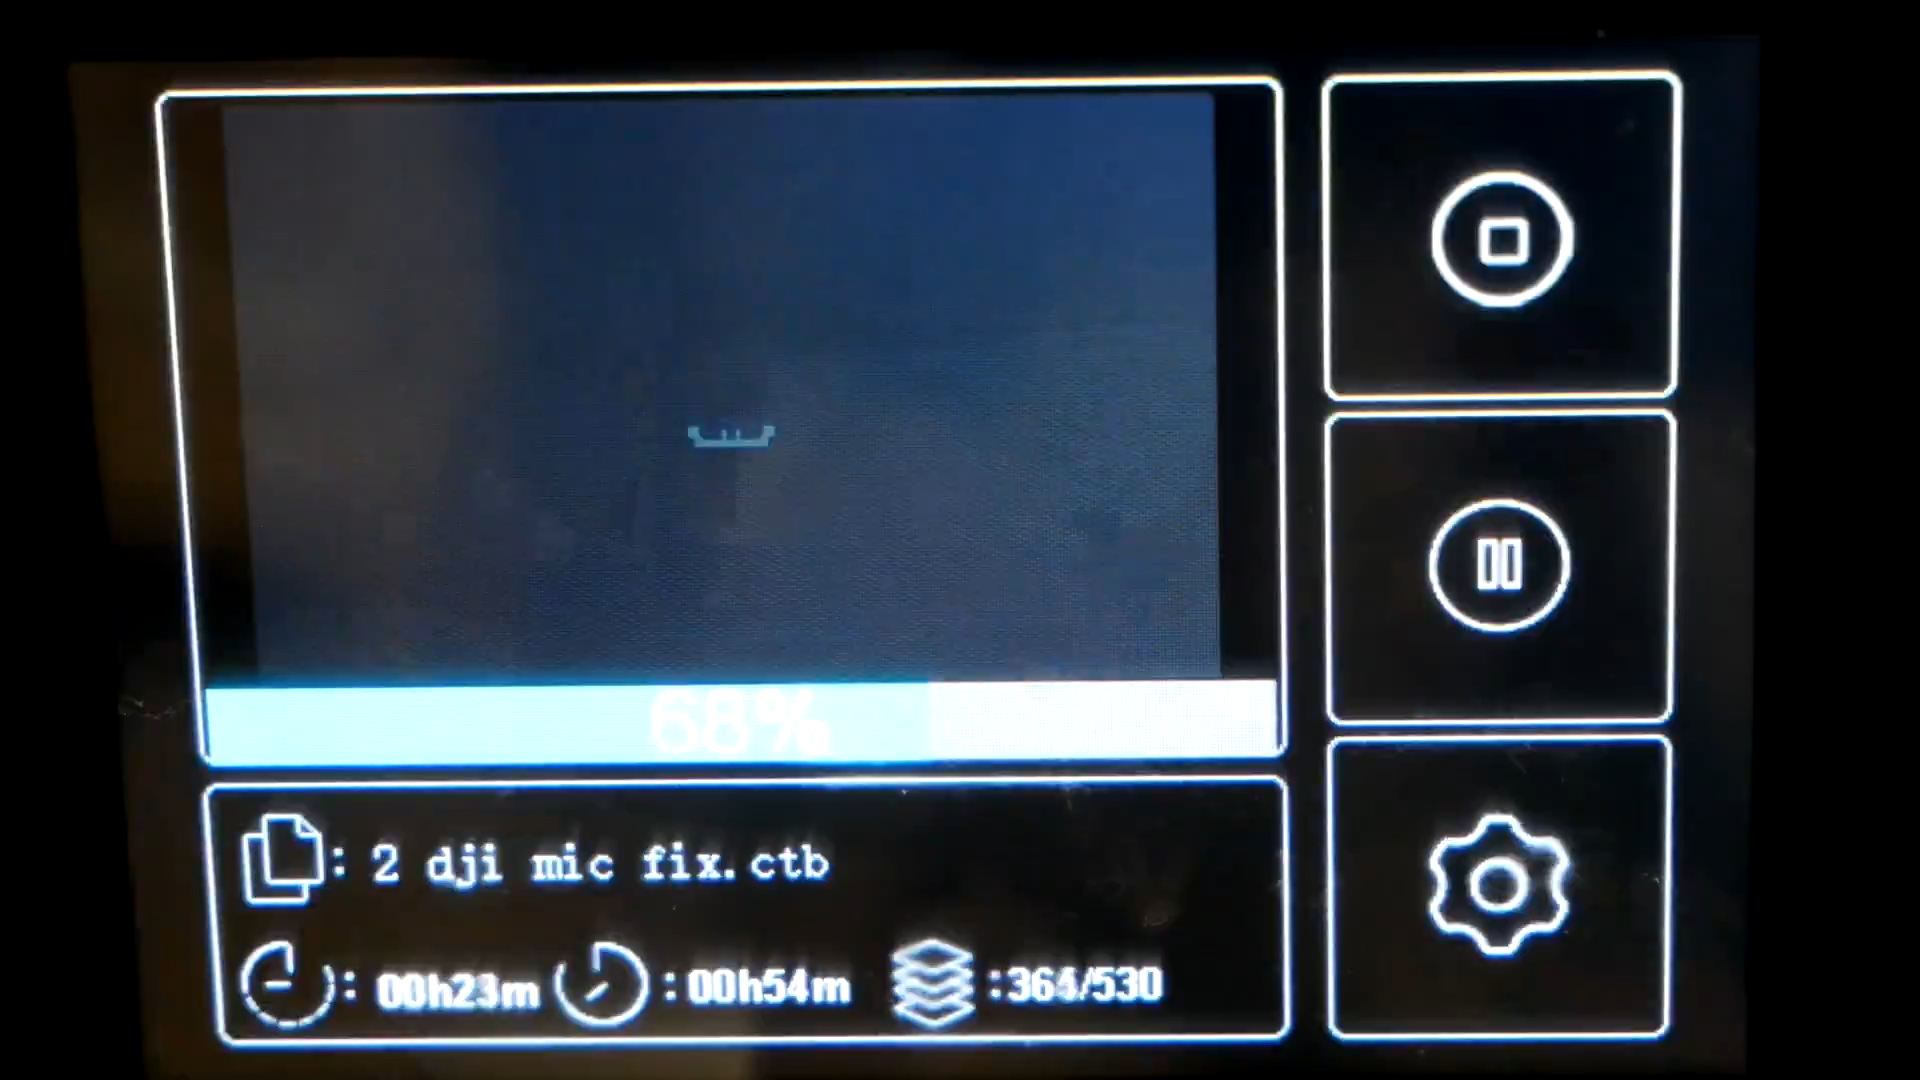 68%
: 2 dji mic fix.ctb
: 00h23m :00h54m :364/530